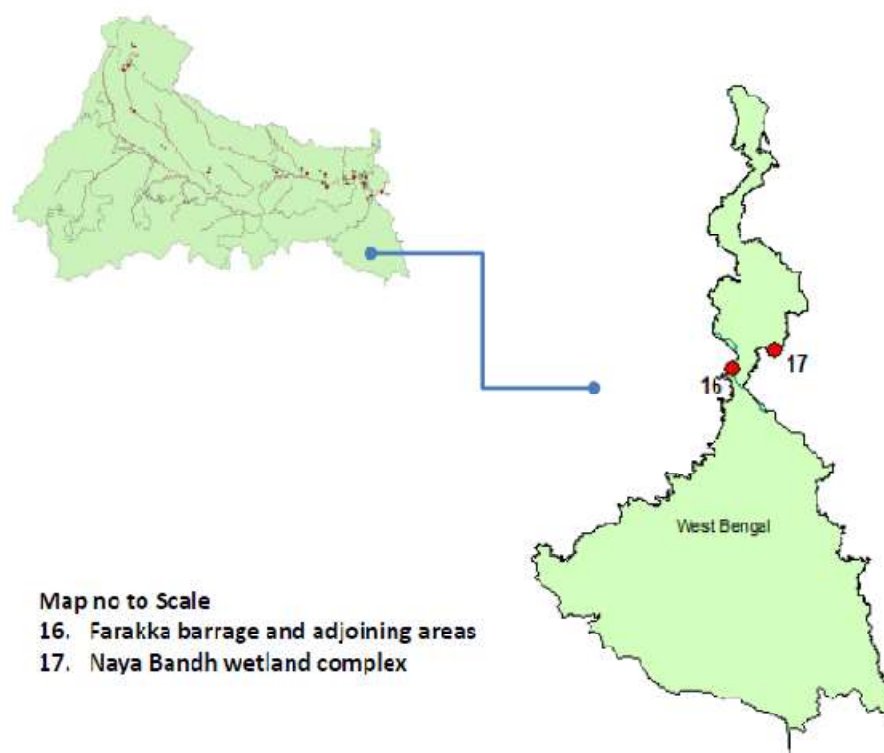 17
16
West Bengal
Map no to Scale
16. Farakka barrage and adjoining areas
17. Naya Bandh wetland complex